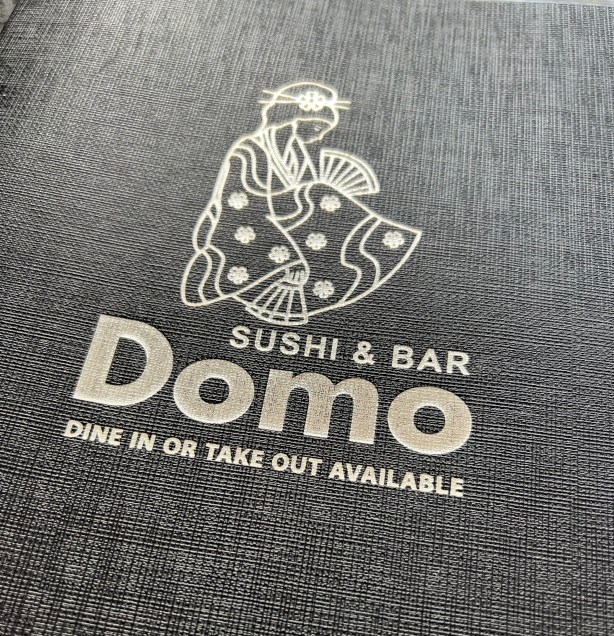 SUSHI & BAR
Domo
DINE IN OR TAKE OUT AVAILABLE